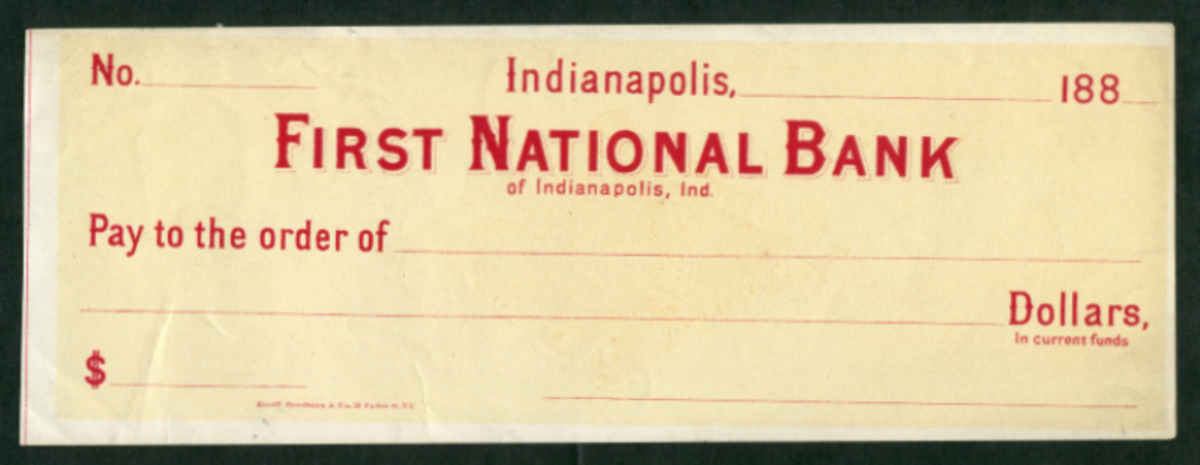 No. Indianapolis, 188
FIRST NATIONAL BANK
of Indianapolis, Ind.
Pay to the order of
Dollars,
In current funds
$